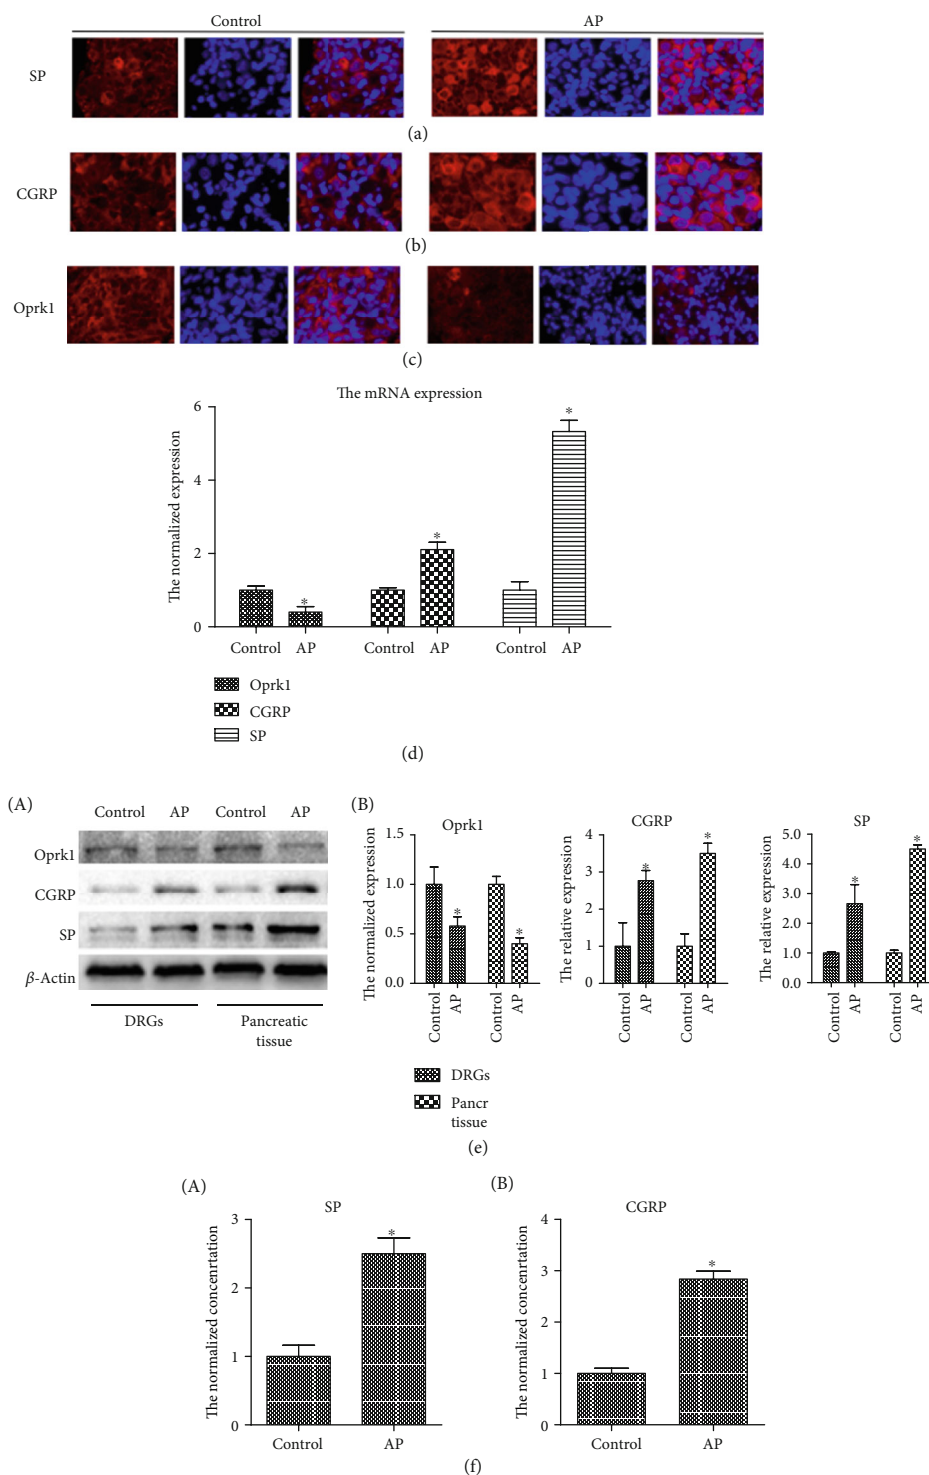 Control AP
SP
(a)
CGRP
(b)
Oprk1
(c)
The mRNA expression
The normalized expression
6
4
2
0
Control AP Control AP Control AP
Oprk1
CGRP
SP
(d)
(A)
Control AP Control AP
Oprk1
CGRP
SP
β-Actin
DRGs Pancreatic
tissue
(B)
Oprk1
The normalized expression
1.5
1.0
0.5
0.0
* *
Control AP Control AP
CGRP
The relative expression
4
3
2
1
0
* *
Control AP Control AP
SP
The relative expression
5.0
4.0
3.0
2.0
1.0
0.0
* *
Control AP Control AP
DRGs
Pancr
tissue
(e)
(A)
SP
The normalized concenrtation
3
2
1
0
*
Control AP
(B)
CGRP
The normalized concenrtation
4
3
2
1
0
*
Control AP
(f)